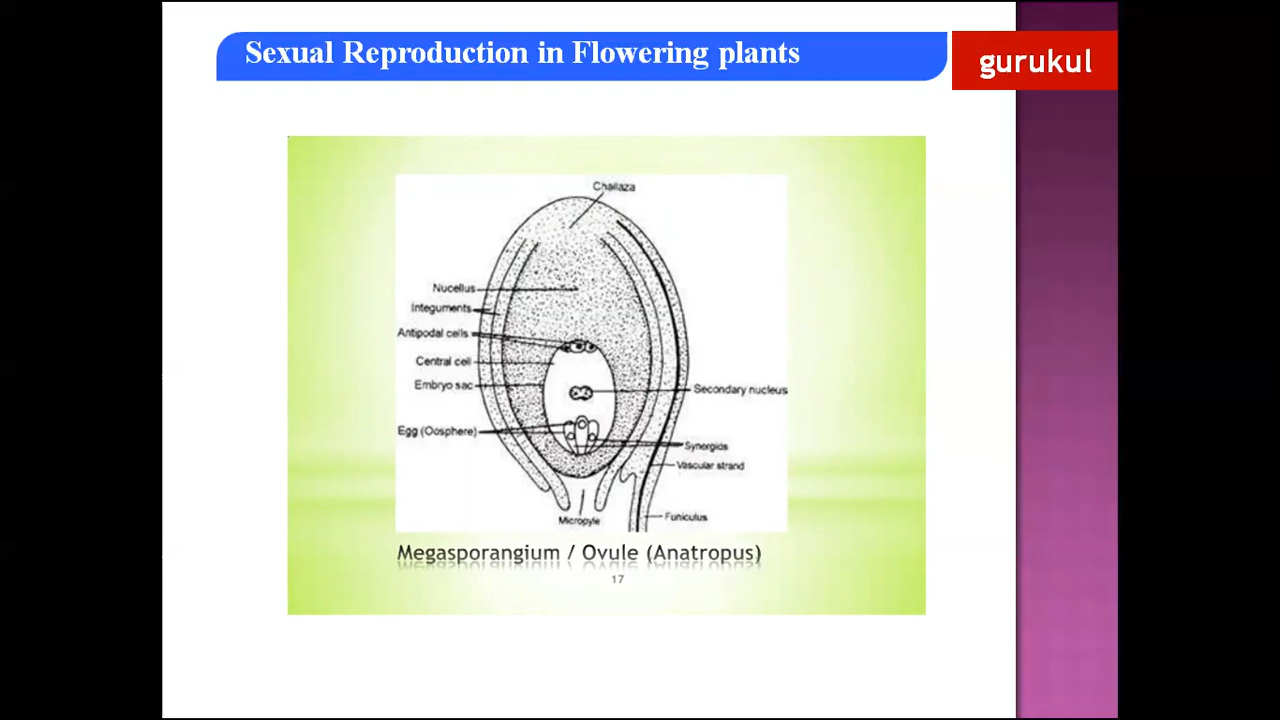 Sexual Reproduction in Flowering plants
gurukul
Challaza
Nucellus
Integuments
Antipodal cells
Central cell
Embryo sac
Secondary nucleus
Egg (Oosphere)
Synergids
Vascular strand
Funiculus
Micropyle
Megasporangium / Ovule (Anatropus)
17